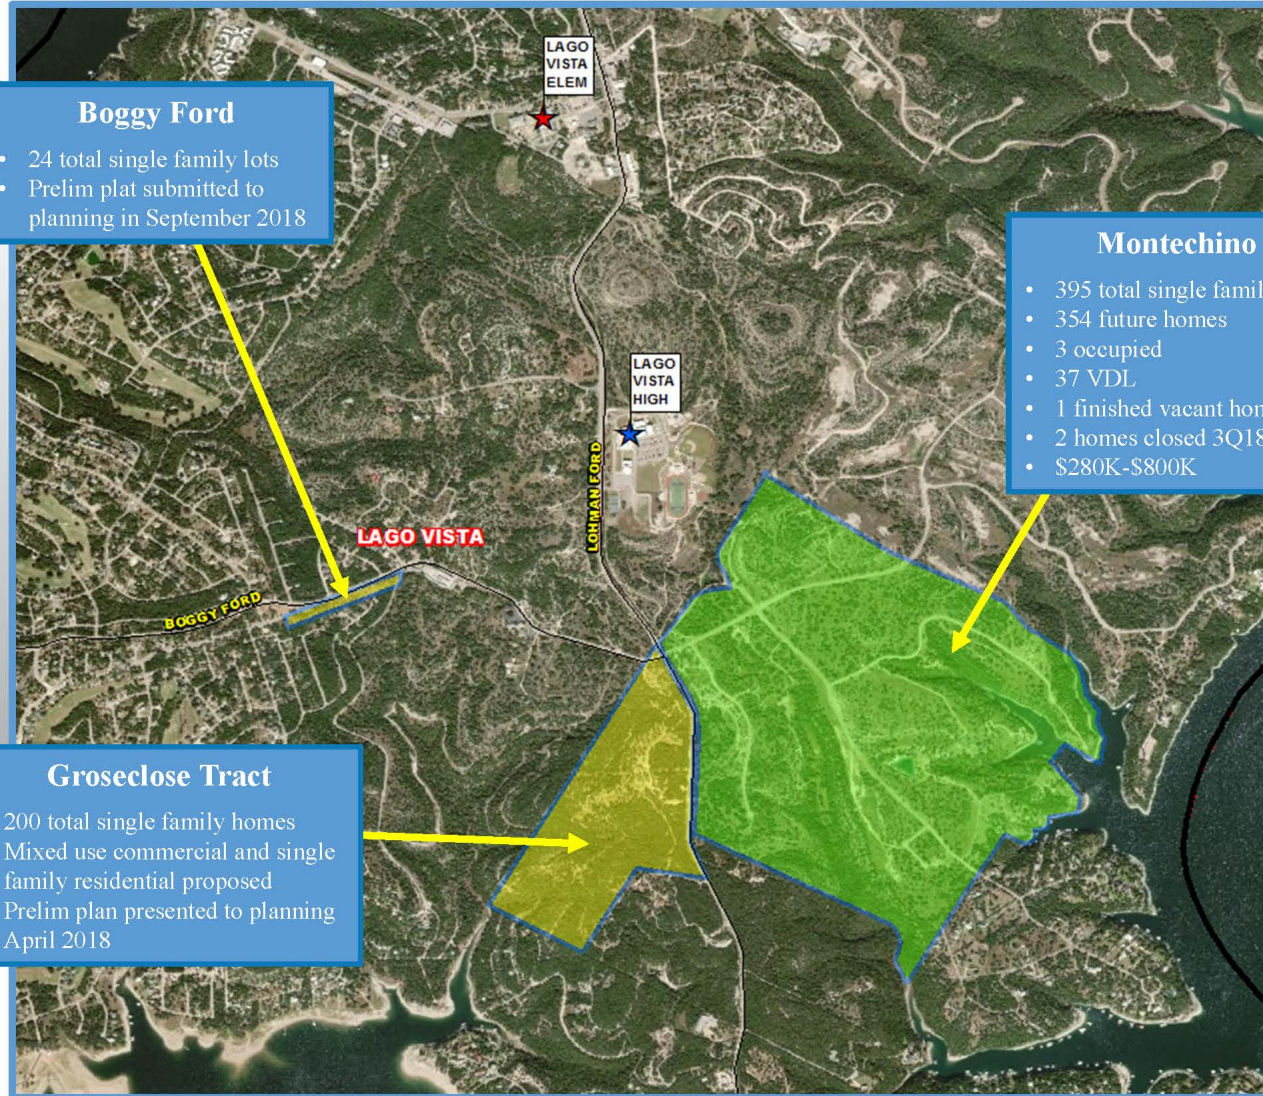 LAGO
VISTA
ELEM
Boggy Ford
• 24 total single family lots
• Prelim plat submitted to
planning in September 2018
Montechino
• 395 total single
• 354 future homes
• 3 occupied
• 37 VDL
• 1 finished vacant
• 2 homes closed 3Q18
• $280K-$800K
LAGO
VISTA
HIGH
LOHMAN FORD
LAGO VISTA
BOGGY FORD
Groseclose Tract
200 total single family homes
Mixed use commercial and single
family residential proposed
Prelim plan presented to planning
April 2018